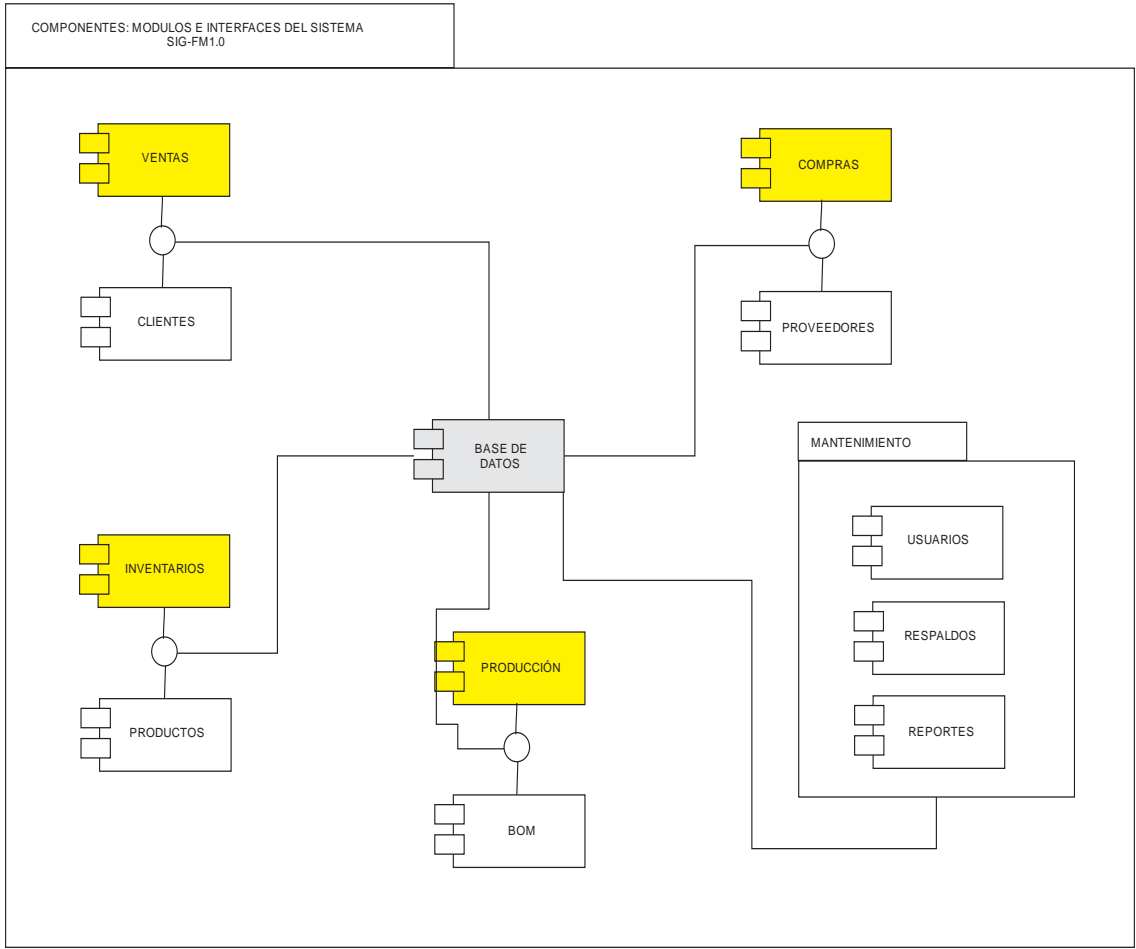 COMPONENTES: MODULOS E INTERFACES DEL SISTEMA
SIG-FM1.0
VENTAS
COMPRAS
CLIENTES
PROVEEDORES
BASE DE
DATOS
MANTENIMIENTO
USUARIOS
INVENTARIOS
RESPALDOS
PRODUCCIÓN
PRODUCTOS
REPORTES
BOM